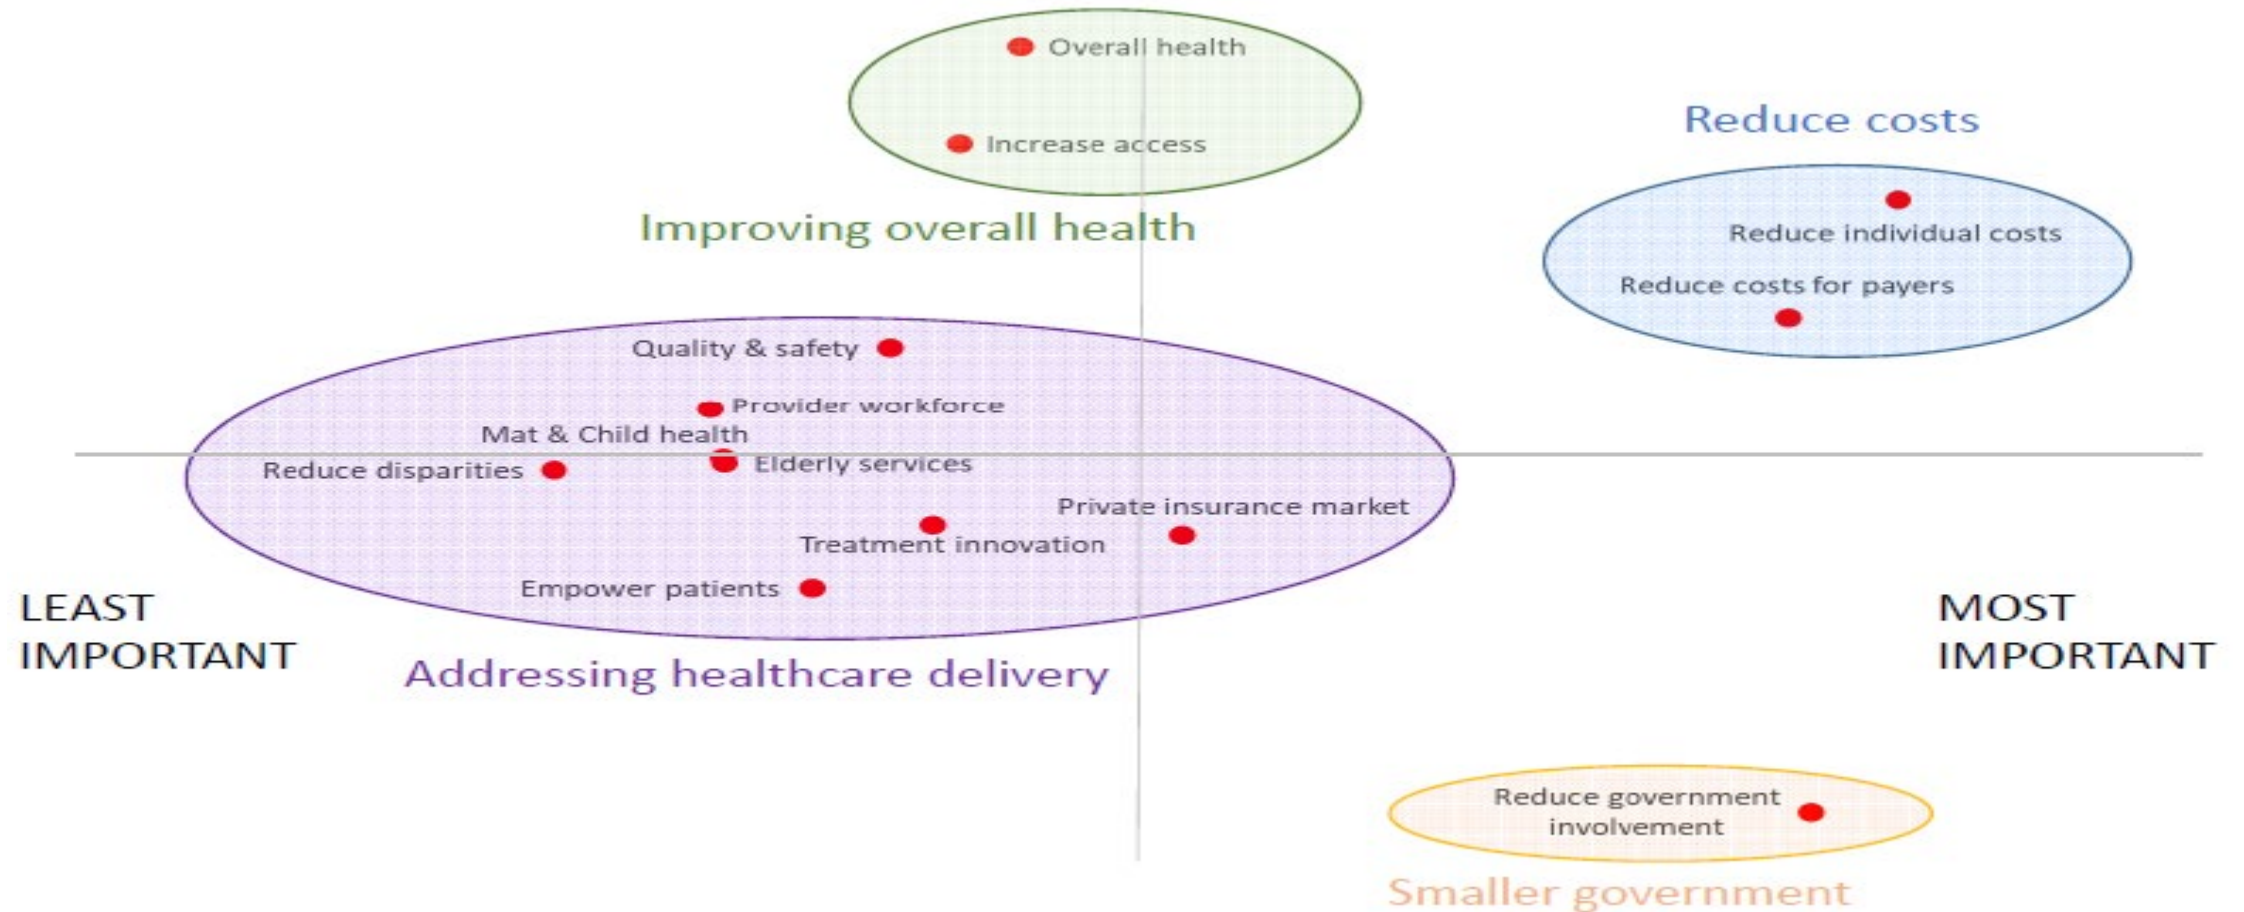 Overall health
Increase access
Improving overall health
Reduce costs
Reduce individual costs
Reduce costs for payers
Quality & safety
Provider workforce
Mat & Child health
Elderly services
Reduce disparities
Private insurance market
Treatment innovation
Empower patients
LEAST
IMPORTANT
MOST
IMPORTANT
Addressing healthcare delivery
Reduce government
involvement
Smaller government